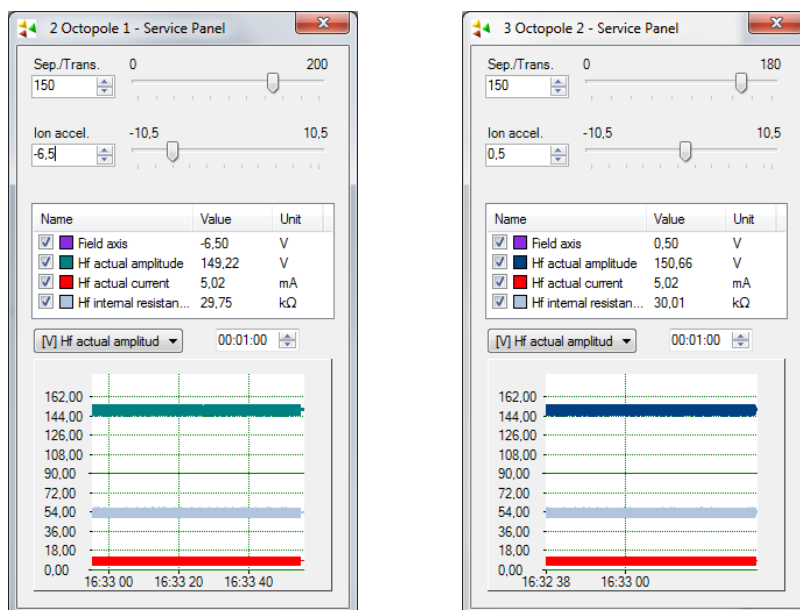 2 Octopole 1 - Service Panel
Sep./Trans. 0 200
150
Ion accel. -10,5 10,5
-6,5
Name Value Unit
Field axis -6,50 V
Hf actual amplitude 149,22 V
Hf actual current 5,02 mA
Hf internal resistan... 29,75 kΩ
[V] Hf actual amplitud 00:01:00
162,00
144,00
126,00
108,00
90,00
72,00
54,00
36,00
18,00
0,00
16:33 00 16:33 20 16:33 40
3 Octopole 2 - Service Panel
Sep./Trans. 0 180
150
Ion accel. -10,5 10,5
0,5
Name Value Unit
Field axis 0,50 V
Hf actual amplitude 150,66 V
Hf actual current 5,02 mA
Hf internal resistan... 30,01 kΩ
[V] Hf actual amplitud 00:01:00
162,00
144,00
126,00
108,00
90,00
72,00
54,00
36,00
18,00
0,00
16:32 38 16:33 00